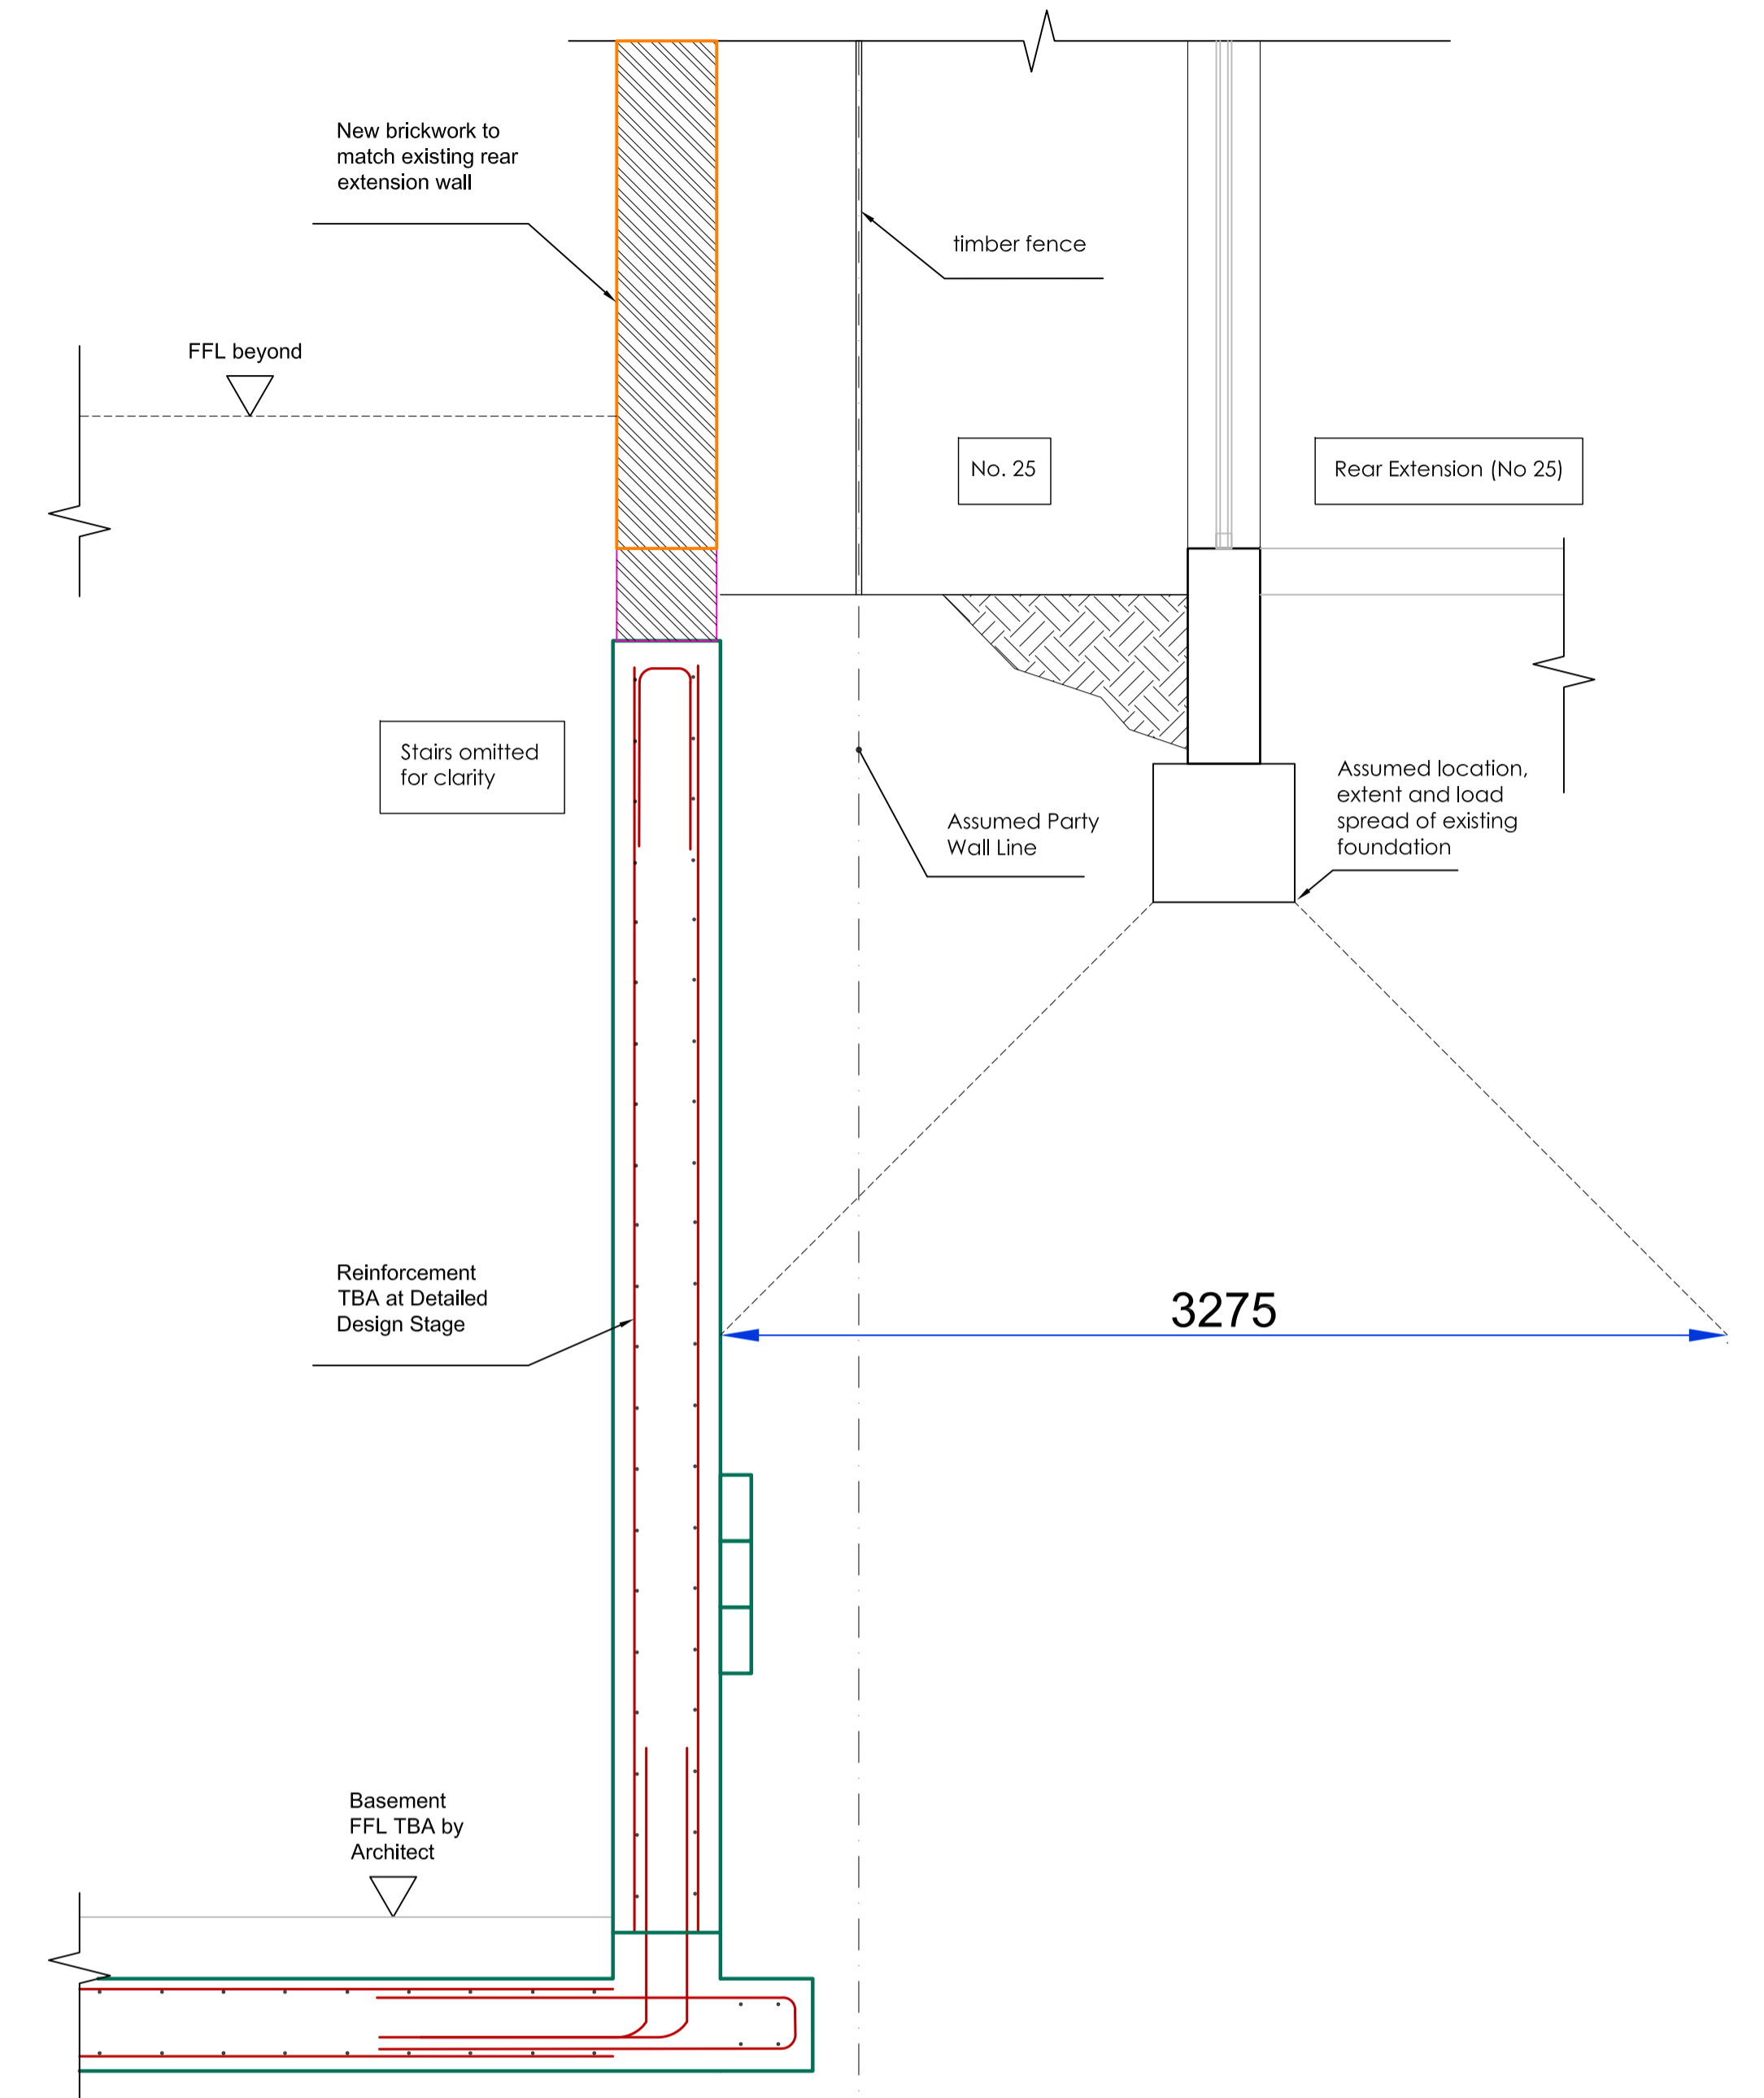 New brickwork to
match existing rear
extension wall
timber fence
FFL beyond
No. 25
Rear Extension (No 25)
Stairs omitted
for clarity
Assumed Party
Wall Line
Assumed location,
extent and load
spread of existing
foundation
Reinforcement
TBA at Detailed
Design Stage
3275
Basement
FFL TBA by
Architect